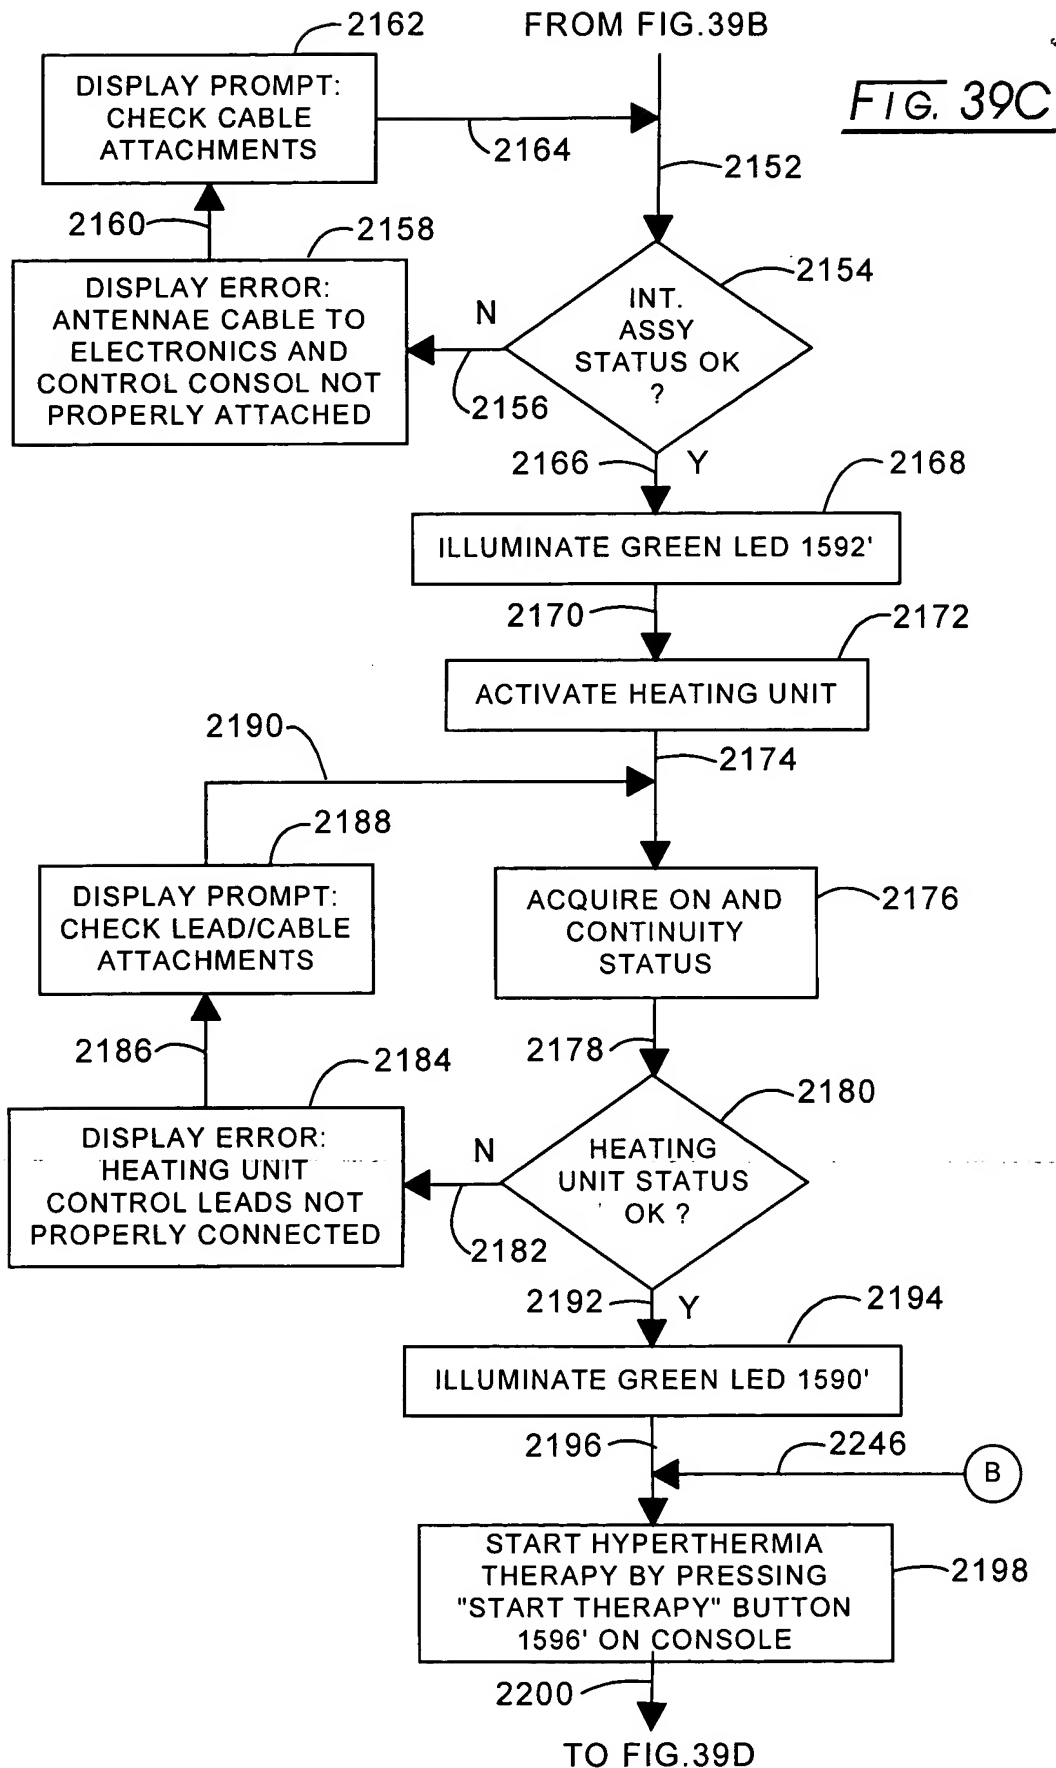 2162
FROM FIG.39B
FIG. 39C
DISPLAY PROMPT:
CHECK CABLE
ATTACHMENTS
2164
2152
2160
2158
2154
DISPLAY ERROR:
ANTENNAE CABLE TO
ELECTRONICS AND
CONTROL CONSOL NOT
PROPERLY ATTACHED
N
2156
INT.
ASSY
STATUS OK
?
2166
Y
2168
ILLUMINATE GREEN LED 1592'
2170
2172
ACTIVATE HEATING UNIT
2190
2174
2188
DISPLAY PROMPT:
CHECK LEAD/CABLE
ATTACHMENTS
ACQUIRE ON AND
CONTINUITY
STATUS
2176
2186
2184
2178
2180
DISPLAY ERROR:
HEATING UNIT
CONTROL LEADS NOT
PROPERLY CONNECTED
N
2182
HEATING
UNIT STATUS
OK ?
2192
Y
2194
ILLUMINATE GREEN LED 1590'
2196
2246
B
START HYPERTHERMIA
THERAPY BY PRESSING
"START THERAPY" BUTTON
1596' ON CONSOLE
2198
2200
TO FIG.39D